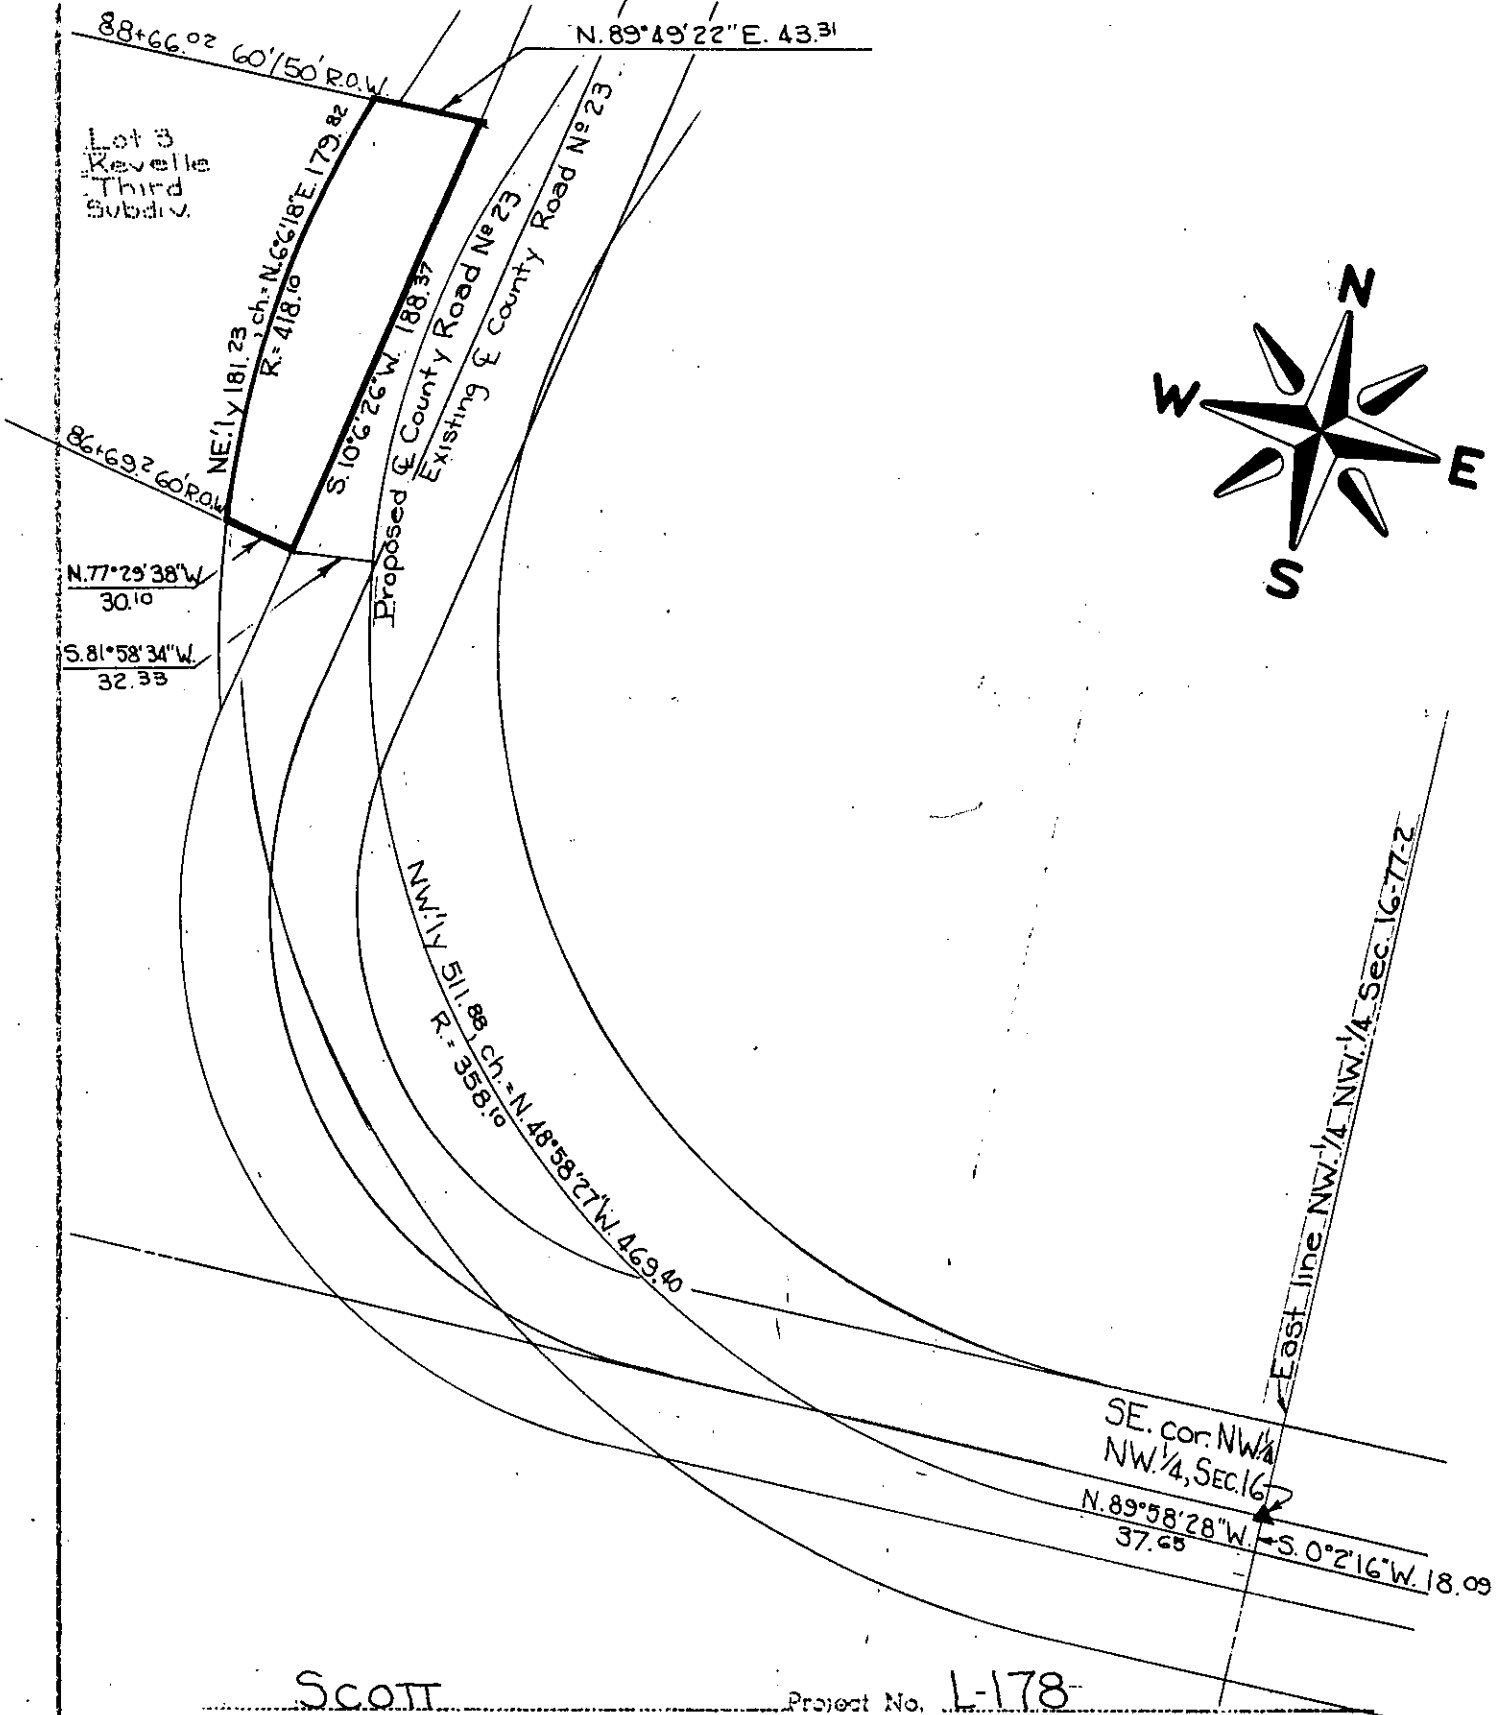 88+66.02 60'/50' R.O.W.
N. 89°49'22" E. 43.31
Lot 3
Revelle
Third
Subdiv.
NE.'ly 181.23, ch.= N.6°6'18"E. 179.82
R.= 418.10
S. 10°6'26" W. 188.37
Proposed ℄ County Road № 23
Existing ℄ County Road № 23
86+69.2 60' R.O.W.
N.77°29'38"W.
30.10
S.81°58'34"W.
32.33
N
W
E
S
NW.'ly 511.88, ch.= N.48°58'27"W. 469.40
R.= 358.10
East line NW.1/4 NW.1/4 Sec. 16-77-2
SE. cor. NW1/4
NW.1/4, SEC.16
N.89°58'28"W.
37.65
S. 0°2'16"W. 18.09
Scott Project No. L-178